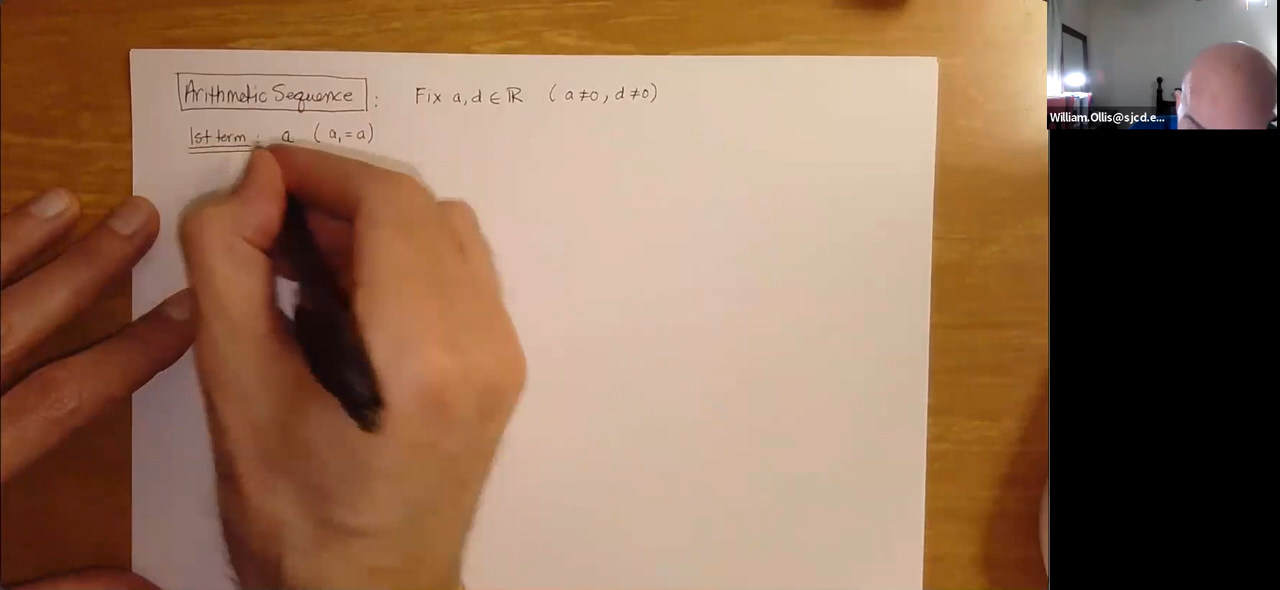 Arithmetic Sequence : Fix a, d ∈ ℝ ( a ≠ 0 , d ≠ 0 )
1st term : a ( a₁ = a )
William.Ollis@sjcd.e...